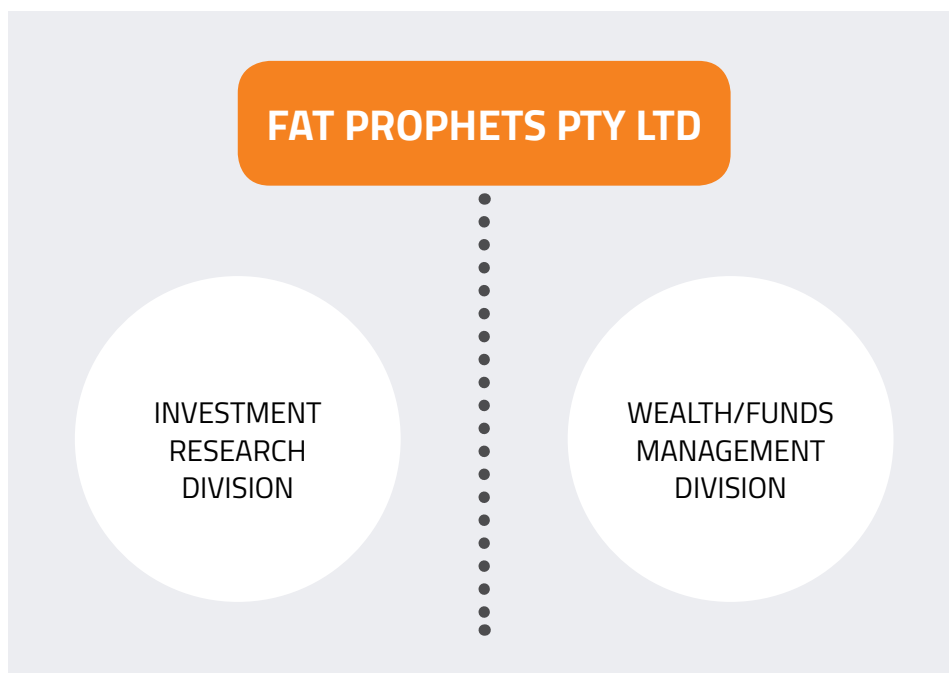 FAT PROPHETS PTY LTD
INVESTMENT
RESEARCH
DIVISION
WEALTH/FUNDS
MANAGEMENT
DIVISION